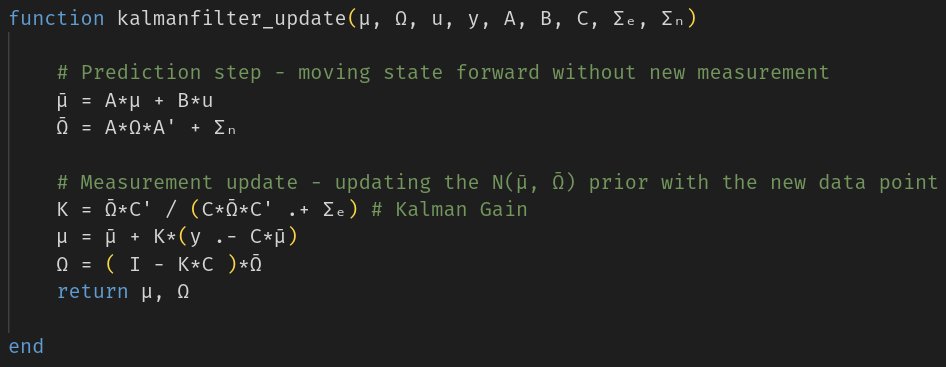 function kalmanfilter_update(μ, Ω, u, y, A, B, C, Σₑ, Σₙ)
# Prediction step - moving state forward without new measurement
μ̄ = A*μ + B*u
Ω̄ = A*Ω*A' + Σₙ
# Measurement update - updating the N(μ̄, Ω̄) prior with the new data point
K = Ω̄*C' / (C*Ω̄*C' .+ Σₑ) # Kalman Gain
μ = μ̄ + K*(y .- C*μ̄)
Ω = ( I - K*C )*Ω̄
return μ, Ω
end